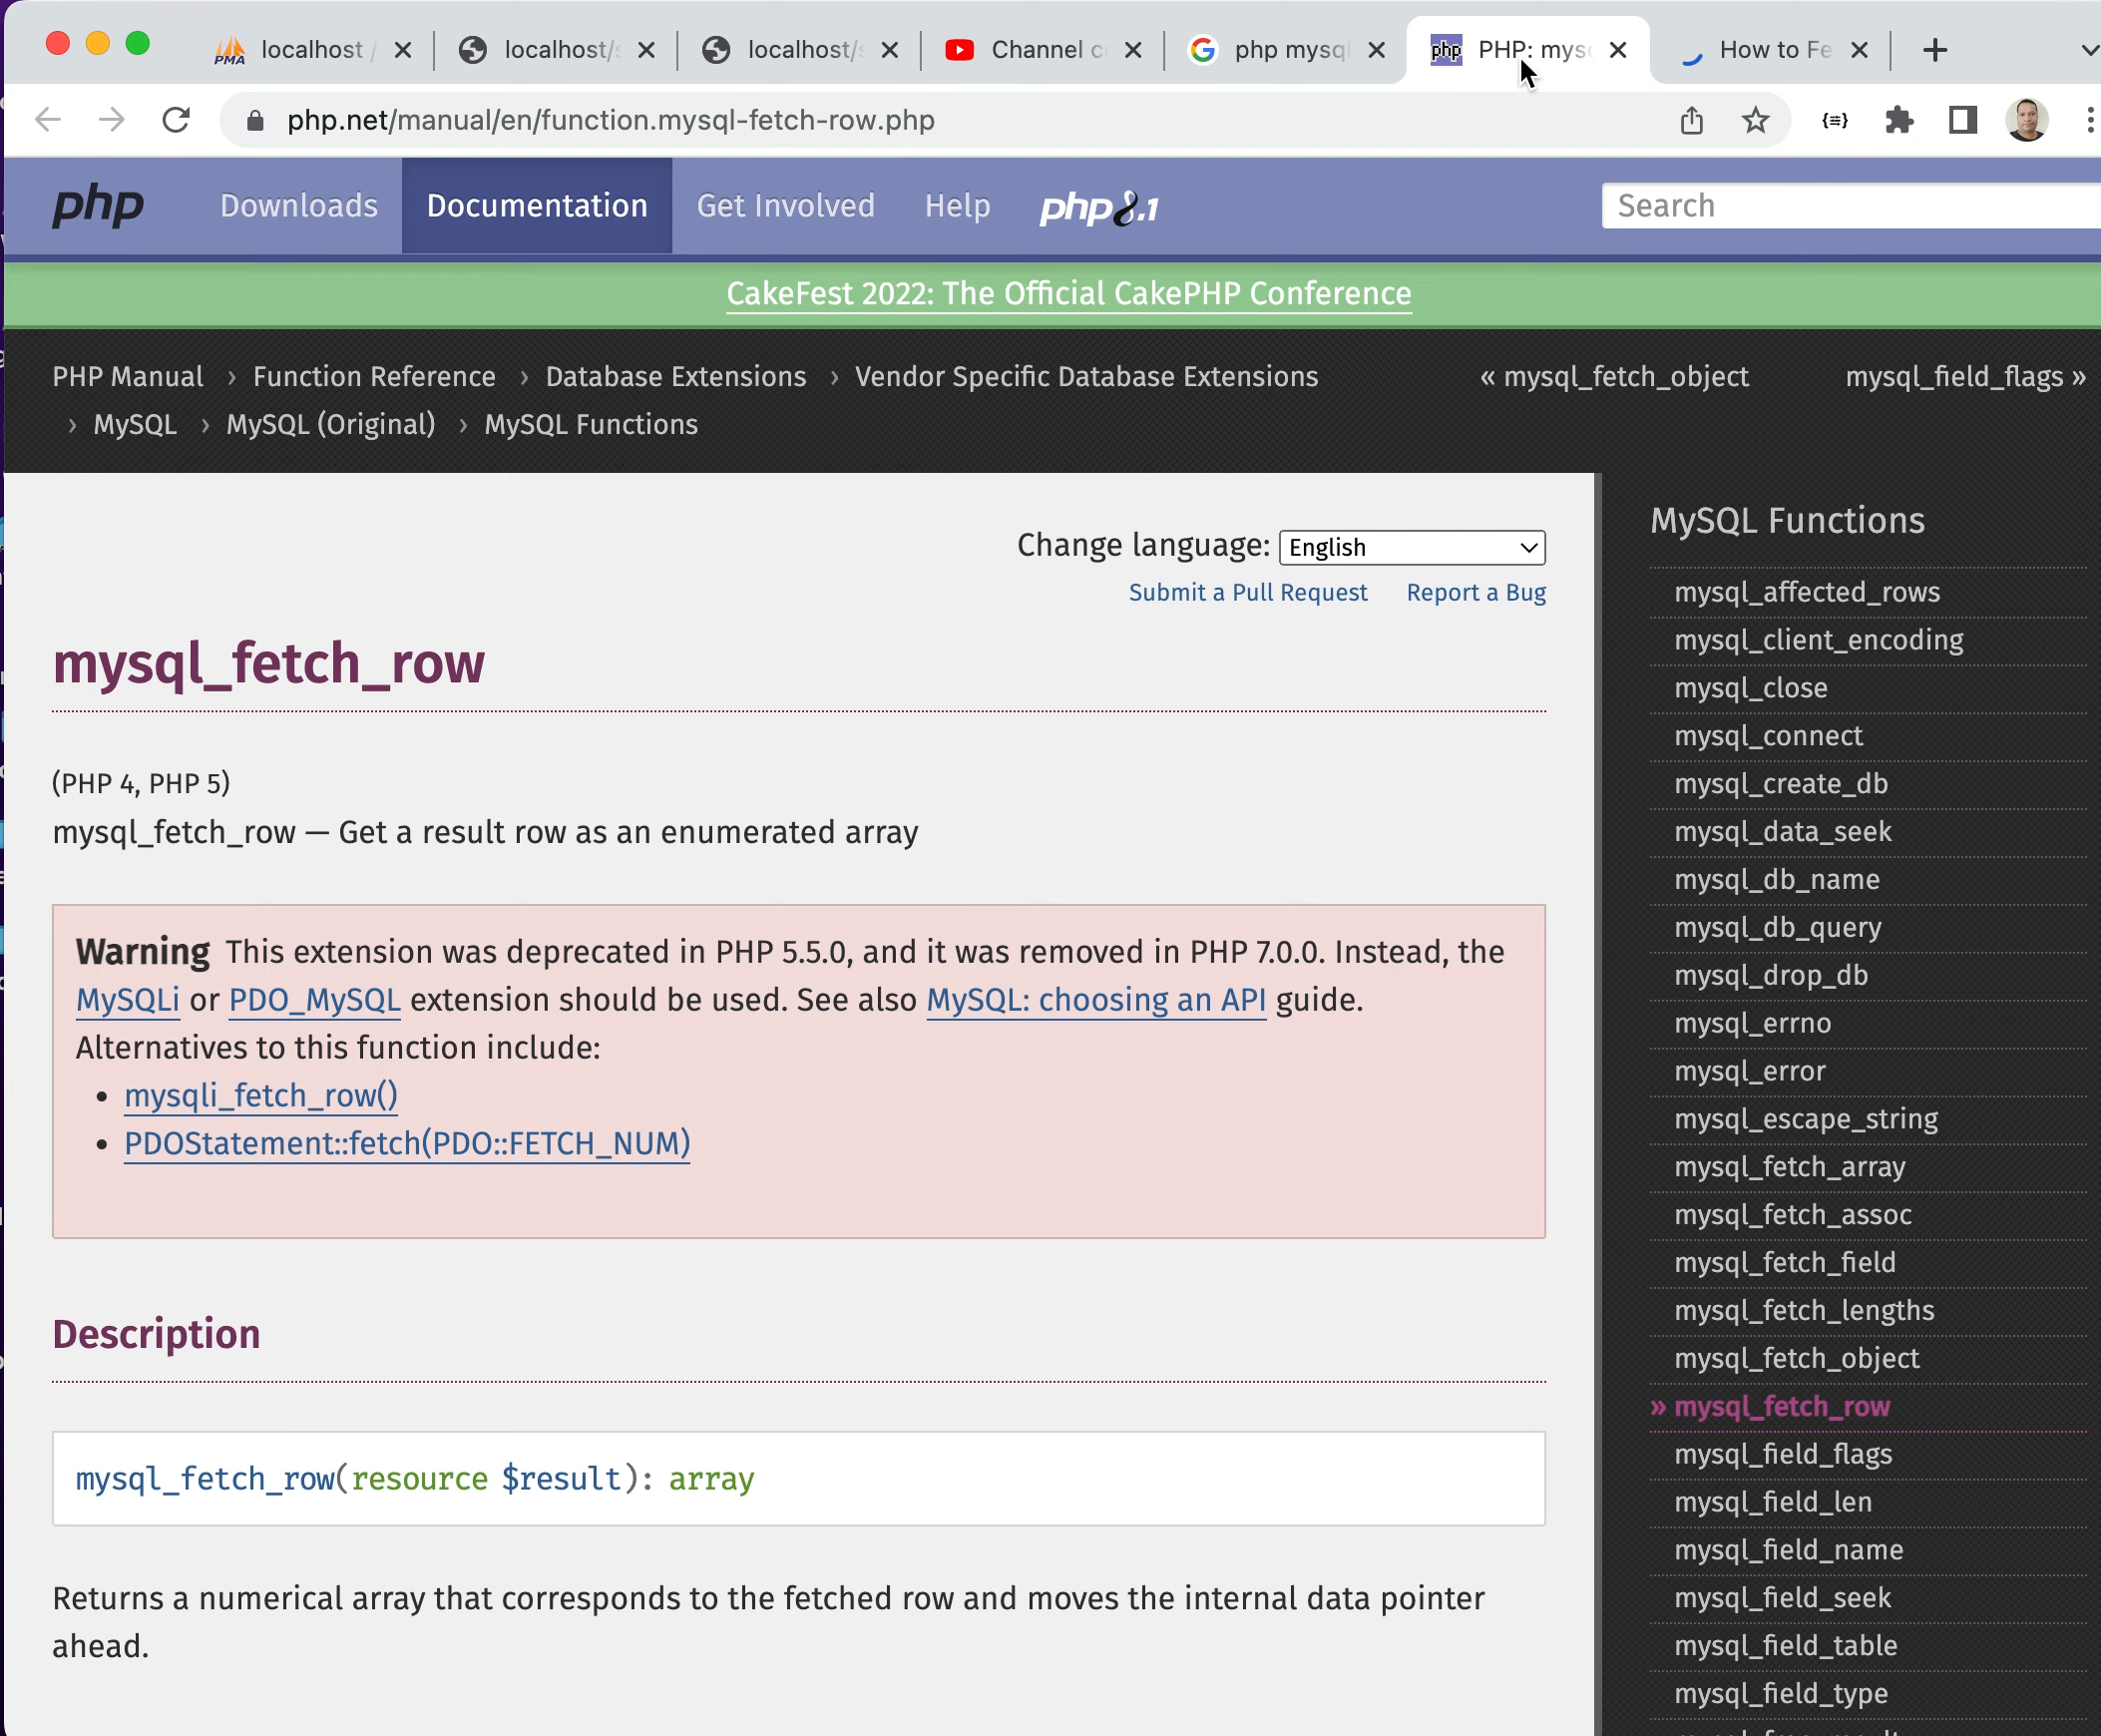 PMA
localhost /
localhost/s
localhost/s
Channel c
php mysql
php
PHP: mys
How to Fe
php.net/manual/en/function.mysql-fetch-row.php
php
Downloads
Documentation
Get Involved
Help
php8.1
Search
CakeFest 2022: The Official CakePHP Conference
PHP Manual › Function Reference › Database Extensions › Vendor Specific Database Extensions
› MySQL › MySQL (Original) › MySQL Functions
« mysql_fetch_object
mysql_field_flags »
Change language: English
Submit a Pull Request Report a Bug
mysql_fetch_row
(PHP 4, PHP 5)
mysql_fetch_row — Get a result row as an enumerated array
Warning This extension was deprecated in PHP 5.5.0, and it was removed in PHP 7.0.0. Instead, the
MySQLi or PDO_MySQL extension should be used. See also MySQL: choosing an API guide.
Alternatives to this function include:
• mysqli_fetch_row()
• PDOStatement::fetch(PDO::FETCH_NUM)
Description
mysql_fetch_row(resource $result): array
Returns a numerical array that corresponds to the fetched row and moves the internal data pointer
ahead.
MySQL Functions
mysql_affected_rows
mysql_client_encoding
mysql_close
mysql_connect
mysql_create_db
mysql_data_seek
mysql_db_name
mysql_db_query
mysql_drop_db
mysql_errno
mysql_error
mysql_escape_string
mysql_fetch_array
mysql_fetch_assoc
mysql_fetch_field
mysql_fetch_lengths
mysql_fetch_object
» mysql_fetch_row
mysql_field_flags
mysql_field_len
mysql_field_name
mysql_field_seek
mysql_field_table
mysql_field_type